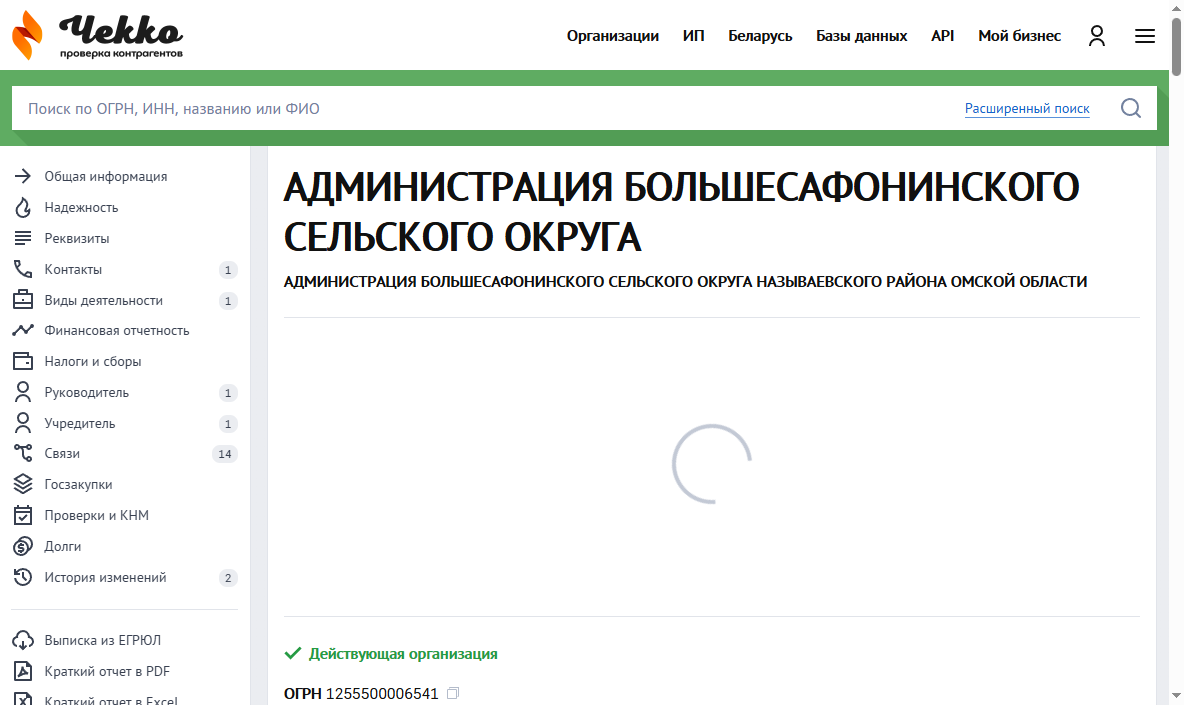 Чекко
проверка контрагентов
Организации ИП Беларусь Базы данных API Мой бизнес
Поиск по ОГРН, ИНН, названию или ФИО
Расширенный поиск
Общая информация
Надежность
Реквизиты
Контакты 1
Виды деятельности 1
Финансовая отчетность
Налоги и сборы
Руководитель 1
Учредитель 1
Связи 14
Госзакупки
Проверки и КНМ
Долги
История изменений 2
Выписка из ЕГРЮЛ
Краткий отчет в PDF
Краткий отчет в Excel
АДМИНИСТРАЦИЯ БОЛЬШЕСАФОНИНСКОГО
СЕЛЬСКОГО ОКРУГА
АДМИНИСТРАЦИЯ БОЛЬШЕСАФОНИНСКОГО СЕЛЬСКОГО ОКРУГА НАЗЫВАЕВСКОГО РАЙОНА ОМСКОЙ ОБЛАСТИ
Действующая организация
ОГРН 1255500006541